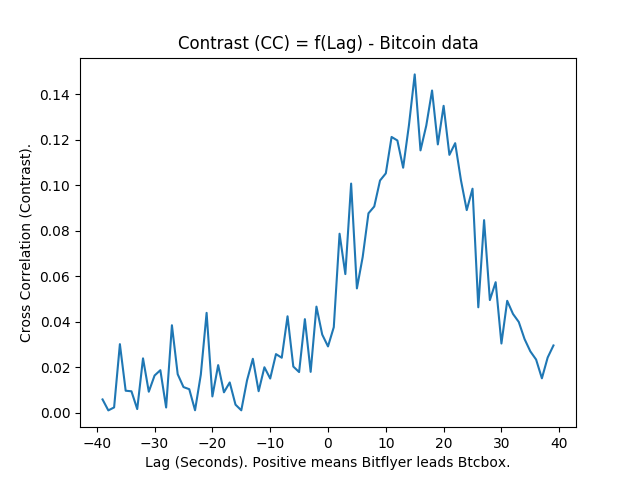 Contrast (CC) = f(Lag) - Bitcoin data
0.14
0.12
0.10
0.08
0.06
0.04
0.02
0.00
−40 −30 −20 −10 0 10 20 30 40
Cross Correlation (Contrast).
Lag (Seconds). Positive means Bitflyer leads Btcbox.